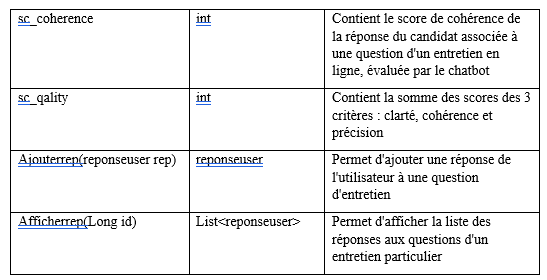 sc_coherence
int
Contient le score de cohérence de
la réponse du candidat associée à
une question d'un entretien en
ligne, évaluée par le chatbot
sc_qality
int
Contient la somme des scores des 3
critères : clarté, cohérence et
précision
Ajouterrep(reponseuser rep)
reponseuser
Permet d'ajouter une réponse de
l'utilisateur à une question
d'entretien
Afficherrep(Long id)
List<reponseuser>
Permet d'afficher la liste des
réponses aux questions d'un
entretien particulier